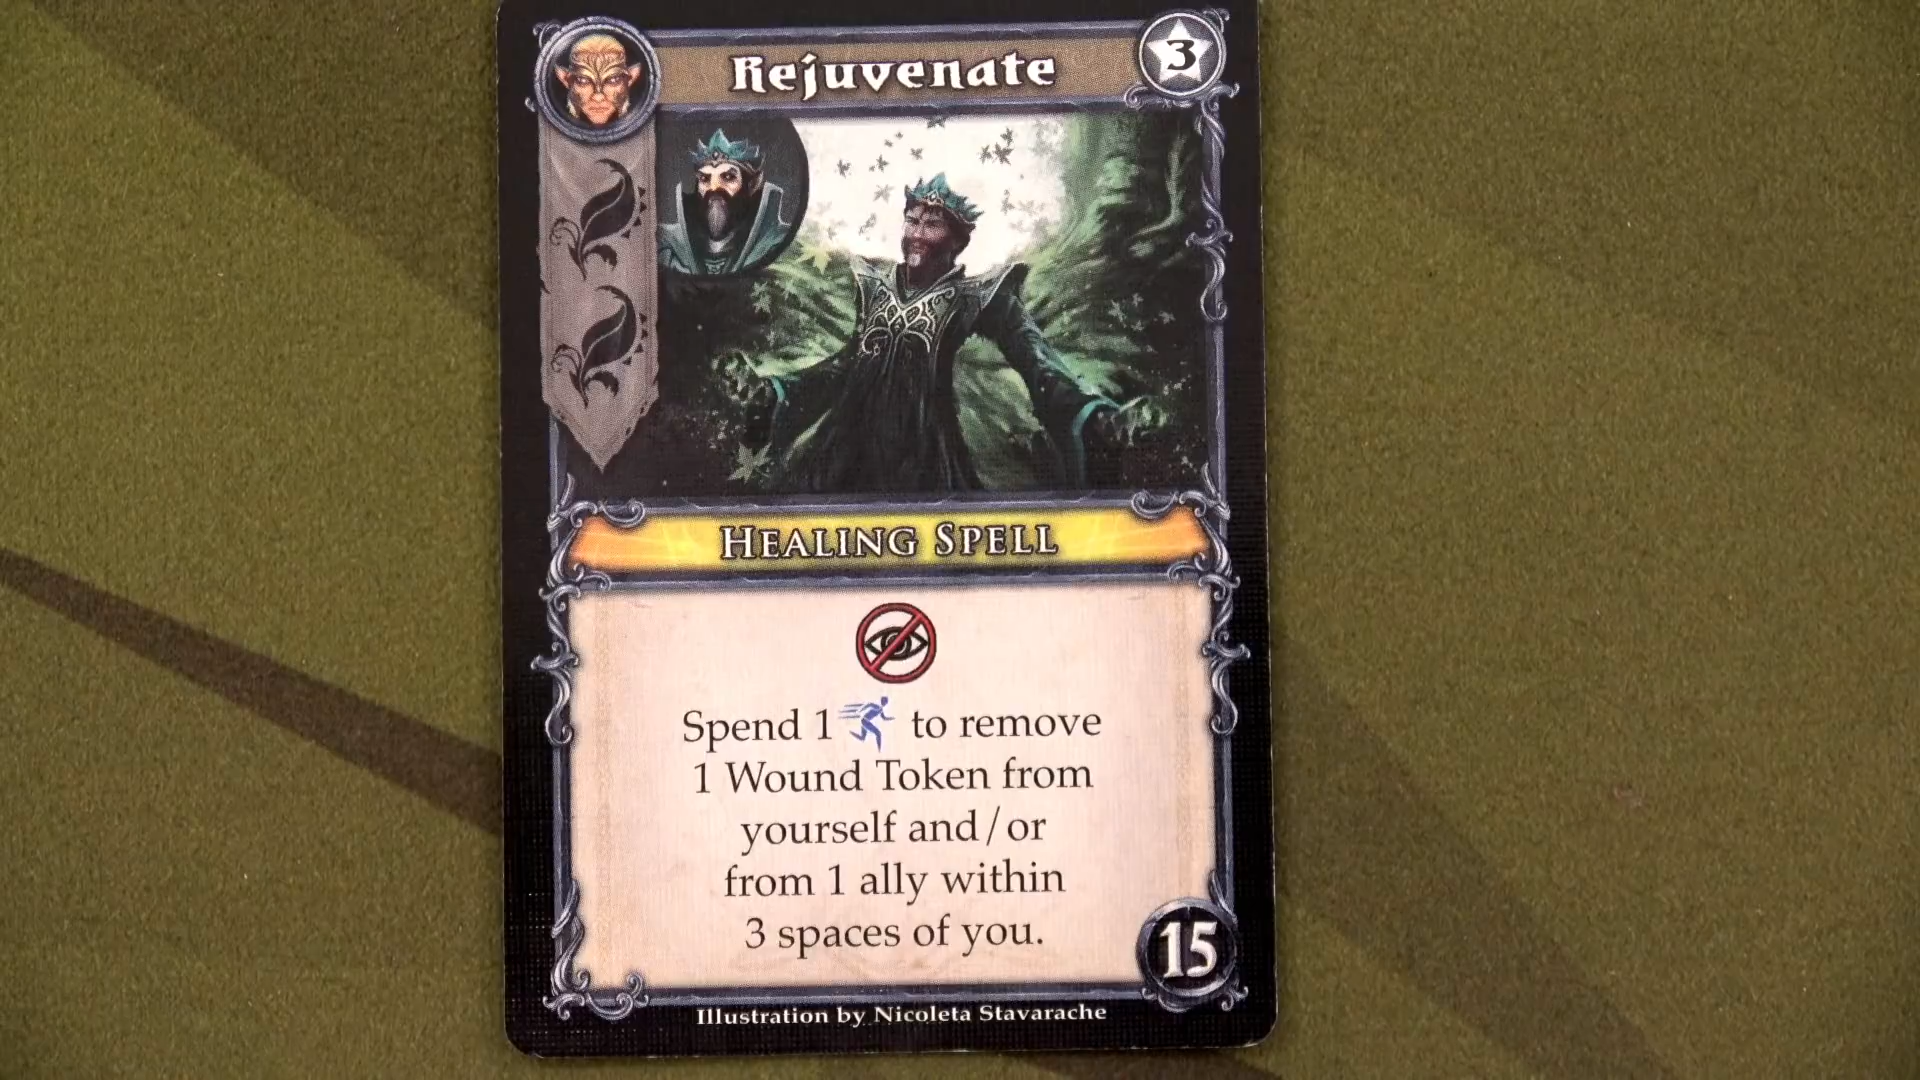 Rejuvenate
3
Healing Spell
Spend 1 to remove
1 Wound Token from
yourself and/or
from 1 ally within
3 spaces of you.
15
Illustration by Nicoleta Stavarache